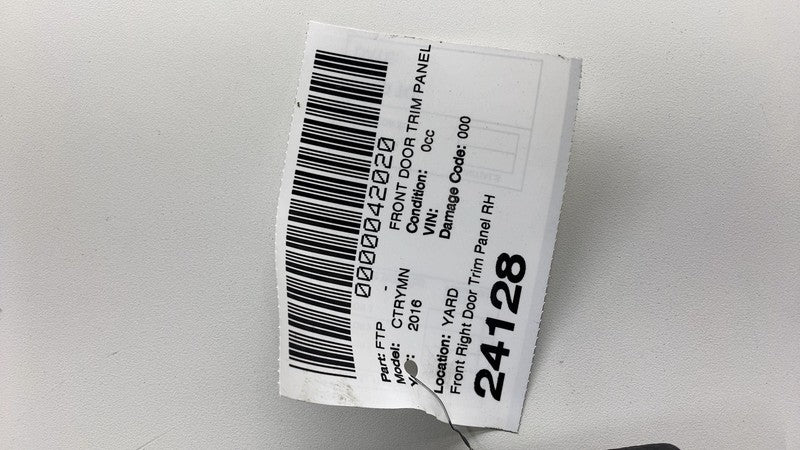 0000042020
Part: FTP - FRONT DOOR TRIM PANEL
Model: CTRYMN Condition: 0cc
2016 VIN:
Location: YARD Damage Code: 000
Front Right Door Trim Panel RH
24128